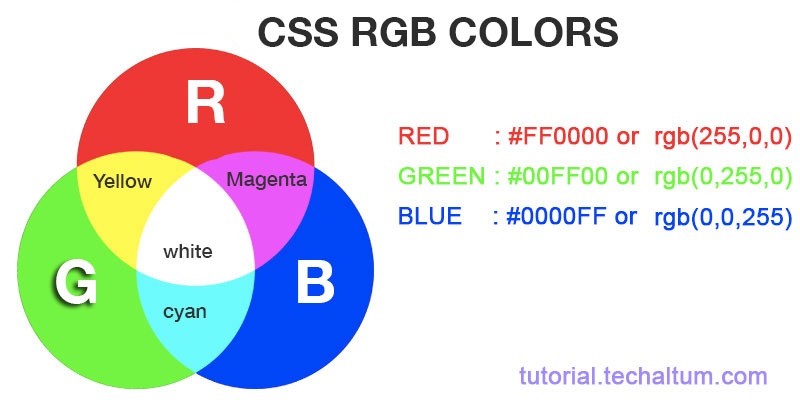 CSS RGB COLORS
R
Yellow
Magenta
white
G
B
cyan
RED : #FF0000 or rgb(255,0,0)
GREEN : #00FF00 or rgb(0,255,0)
BLUE : #0000FF or rgb(0,0,255)
tutorial.techaltum.com